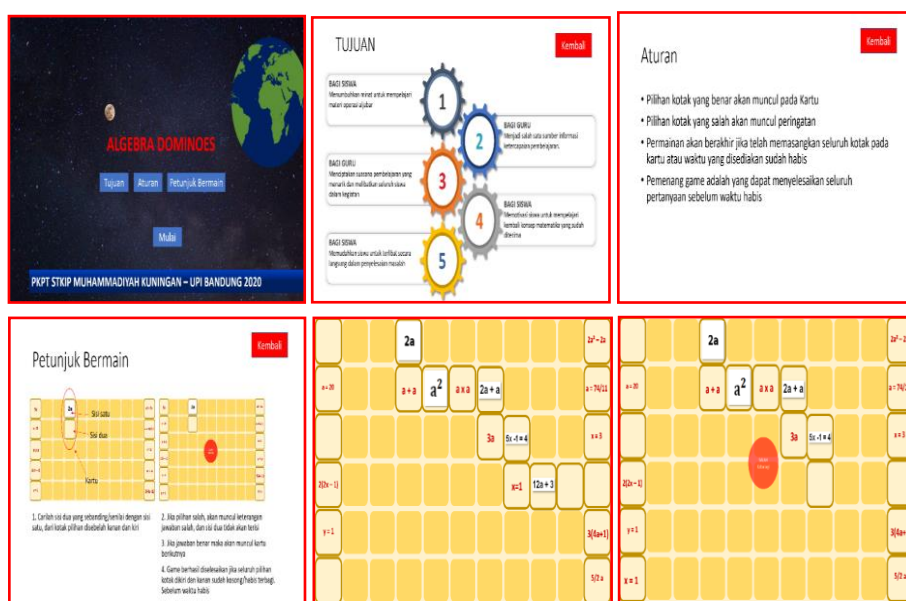 ALGEBRA DOMINOES
Tujuan
Aturan
Petunjuk Bermain
Mulai
PKPT STKIP MUHAMMADIYAH KUNINGAN – UPI BANDUNG 2020
TUJUAN
Kembali
BAGI SISWA
Menumbuhkan minat untuk mempelajari
materi operasi aljabar
1
BAGI GURU
Menjadi salah satu sumber informasi
ketercapaian pembelajaran.
2
BAGI GURU
Menciptakan suasana pembelajaran yang
menarik dan melibatkan seluruh siswa
dalam kegiatan
3
BAGI SISWA
Memotivasi siswa untuk mempelajari
kembali konsep matematika yang sudah
diterima
4
BAGI SISWA
Memudahkan siswa untuk terlibat secara
langsung dalam penyelesaian masalah
5
Aturan
Kembali
• Pilihan kotak yang benar akan muncul pada Kartu
• Pilihan kotak yang salah akan muncul peringatan
• Permainan akan berakhir jika telah memasangkan seluruh kotak pada
kartu atau waktu yang disediakan sudah habis
• Pemenang game adalah yang dapat menyelesaikan seluruh
pertanyaan sebelum waktu habis
Petunjuk Bermain
Kembali
2a
Sisi satu
Sisi dua
Kartu
1. Carilah sisi dua yang sebanding/senilai dengan sisi
satu, dari kotak pilihan disebelah kanan dan kiri
2. Jika pilihan salah, akan muncul keterangan
jawaban salah, dan sisi dua tidak akan terisi
3. Jika jawaban benar maka akan muncul kartu
berikutnya
4. Game berhasil diselesaikan jika seluruh pilihan
kotak dikiri dan kanan sudah kosong/habis terbagi.
Sebelum waktu habis
2a
2a² – 2a
x = 20
a + a
a²
a x a
2a + a
a = 74/11
3a
5x -1 = 4
x = 3
2(2x – 1)
x=1
12a + 3
y = 1
3(4a+1)
5/2 x
2a
x = 20
a + a
a²
a x a
2a + a
3a
5x -1 = 4
x = 3
2(2x – 1)
y = 1
x = 1